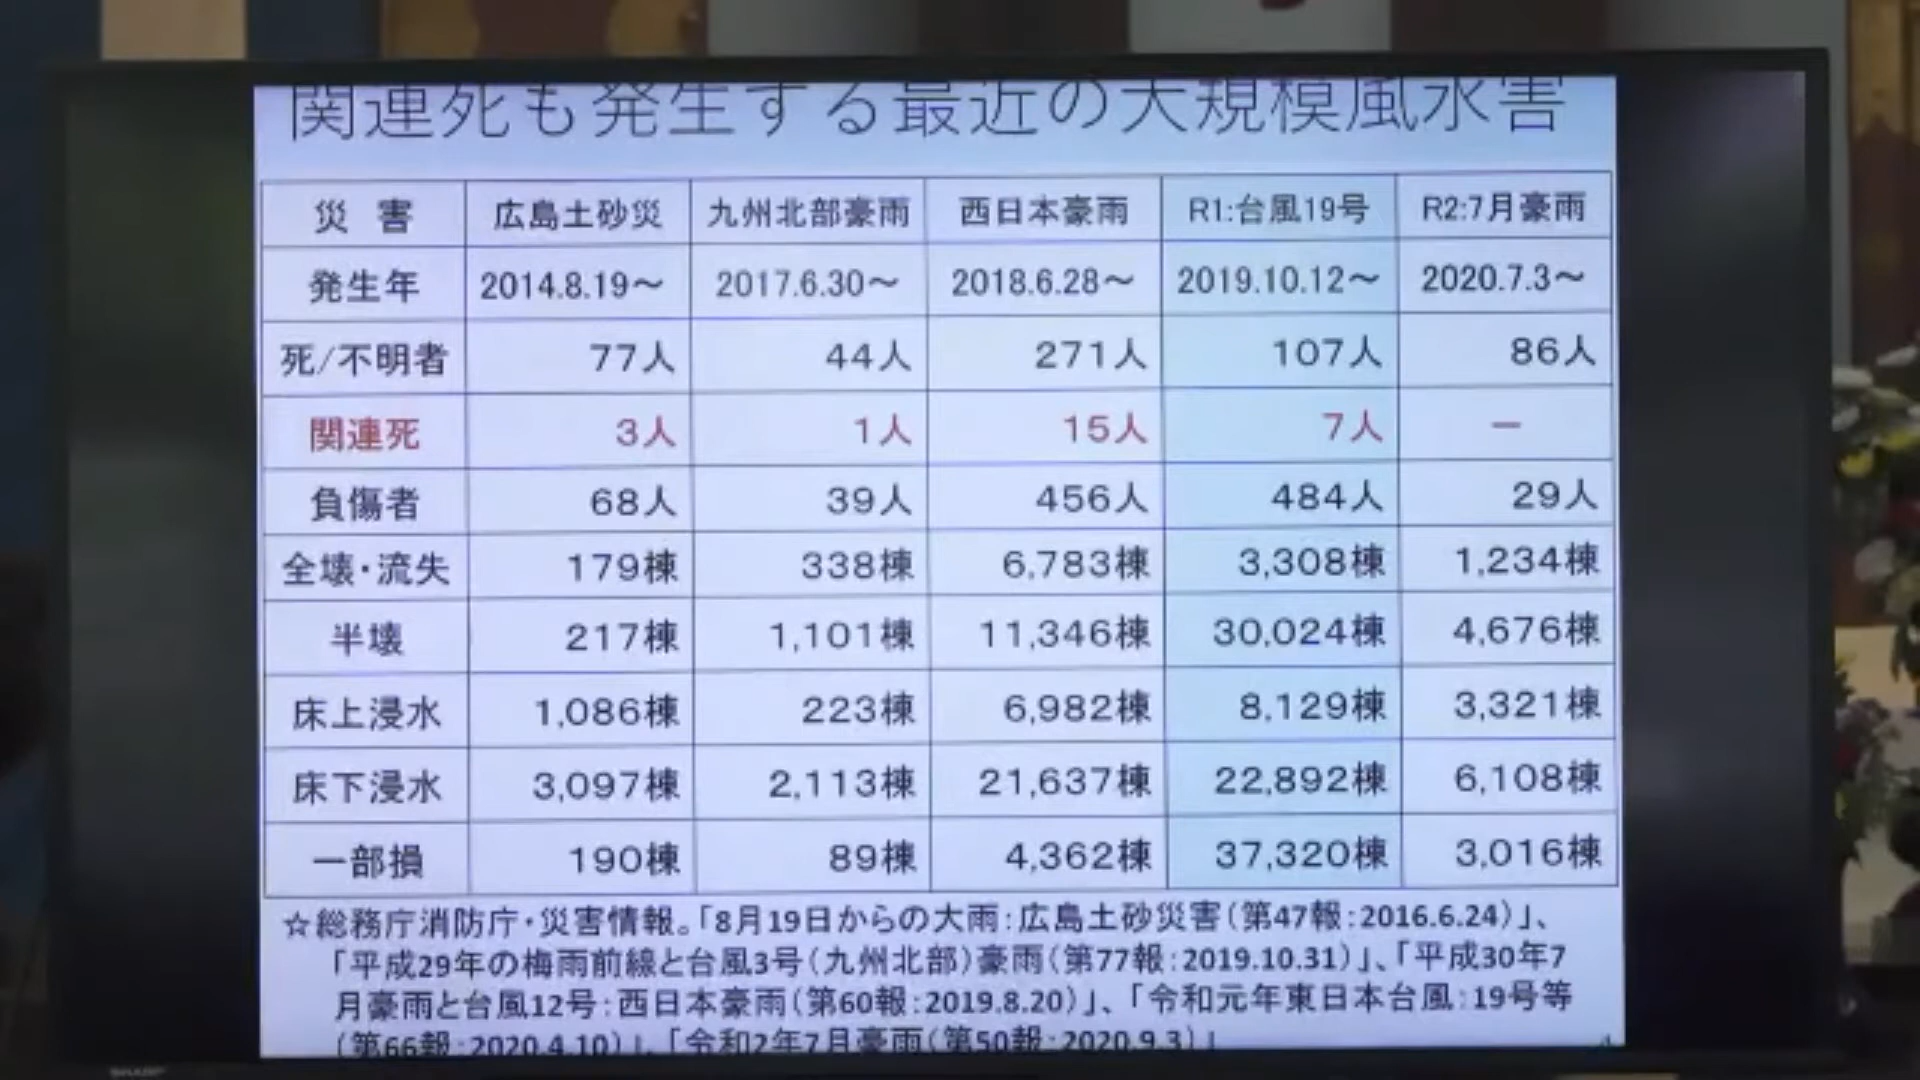 関連死も発生する最近の大規模風水害
災 害 広島土砂災 九州北部豪雨 西日本豪雨 R1:台風19号 R2:7月豪雨
発生年 2014.8.19～ 2017.6.30～ 2018.6.28～ 2019.10.12～ 2020.7.3～
死/不明者 77人 44人 271人 107人 86人
関連死 3人 1人 15人 7人 －
負傷者 68人 39人 456人 484人 29人
全壊・流失 179棟 338棟 6,783棟 3,308棟 1,234棟
半壊 217棟 1,101棟 11,346棟 30,024棟 4,676棟
床上浸水 1,086棟 223棟 6,982棟 8,129棟 3,321棟
床下浸水 3,097棟 2,113棟 21,637棟 22,892棟 6,108棟
一部損 190棟 89棟 4,362棟 37,320棟 3,016棟
☆総務庁消防庁・災害情報。「8月19日からの大雨：広島土砂災害（第47報：2016.6.24）」、
「平成29年の梅雨前線と台風3号（九州北部）豪雨（第77報：2019.10.31）」、「平成30年7
月豪雨と台風12号：西日本豪雨（第60報：2019.8.20）」、「令和元年東日本台風：19号等
（第66報：2020.4.10）」、「令和2年7月豪雨（第50報：2020.9.3）」
SHARP